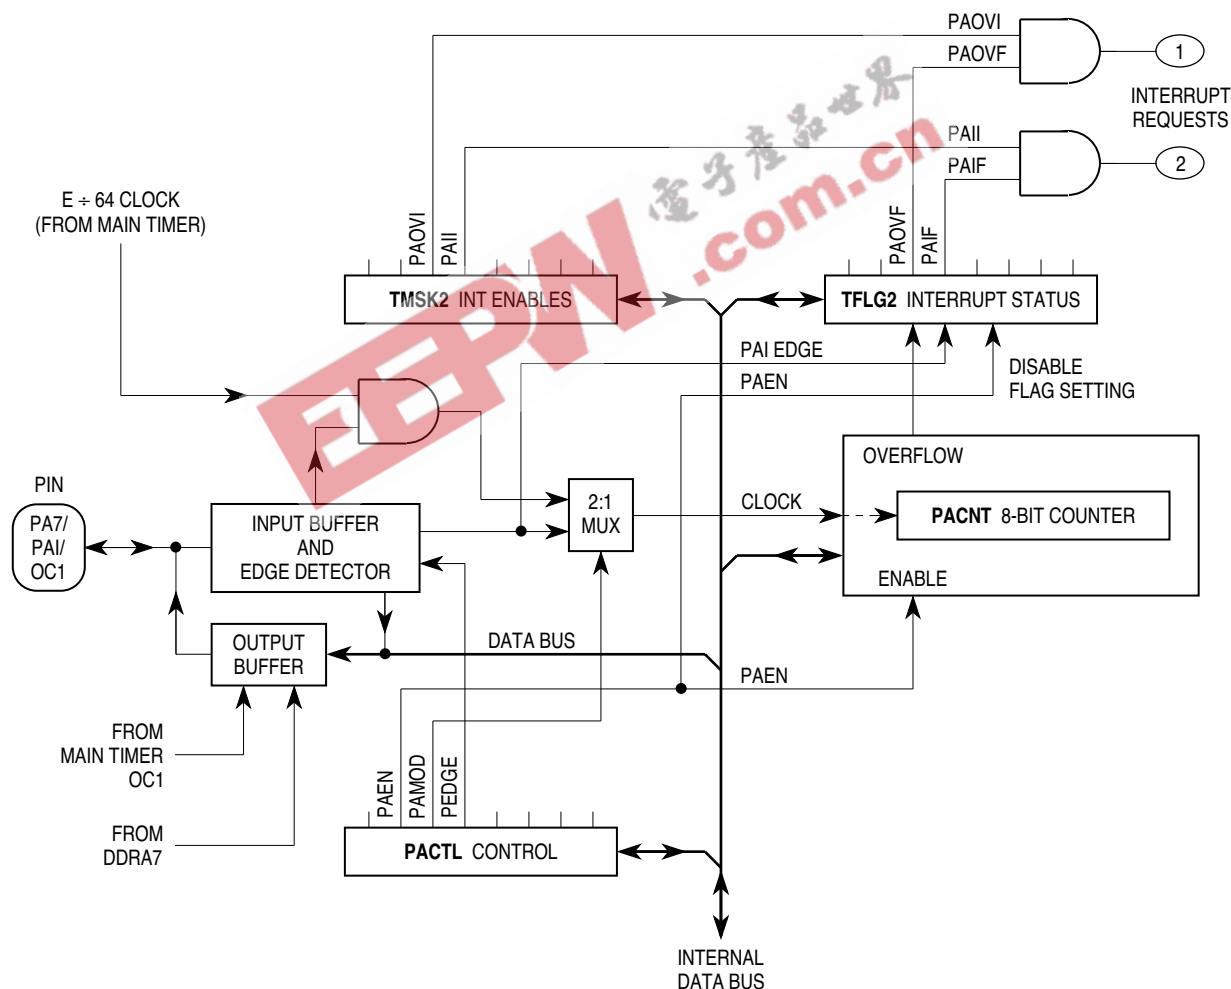 PAOVI
PAOVF
1
INTERRUPT
REQUESTS
PAII
PAIF
2
電子産品世界
.com.cn
EEPW
E ÷ 64 CLOCK
(FROM MAIN TIMER)
PAOVI
PAII
PAOVF
PAIF
TMSK2 INT ENABLES
TFLG2 INTERRUPT STATUS
PAI EDGE
PAEN
DISABLE
FLAG SETTING
OVERFLOW
PIN
PA7/
PAI/
OC1
INPUT BUFFER
AND
EDGE DETECTOR
2:1
MUX
CLOCK
PACNT 8-BIT COUNTER
ENABLE
OUTPUT
BUFFER
DATA BUS
PAEN
FROM
MAIN TIMER
OC1
PAEN
PAMOD
PEDGE
FROM
DDRA7
PACTL CONTROL
INTERNAL
DATA BUS